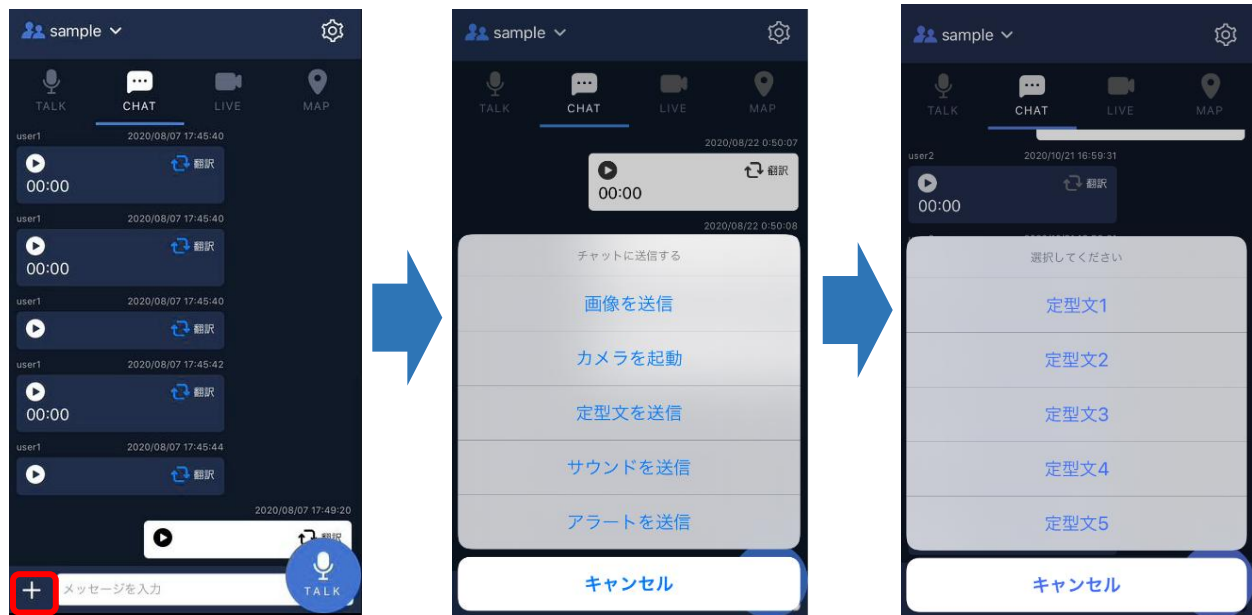 sample
TALK
CHAT
LIVE
MAP
user1 2020/08/07 17:45:40
翻訳
00:00
user1 2020/08/07 17:45:40
翻訳
00:00
user1 2020/08/07 17:45:40
翻訳
user1 2020/08/07 17:45:42
翻訳
00:00
user1 2020/08/07 17:45:44
翻訳
2020/08/07 17:49:20
翻訳
メッセージを入力
TALK
sample
TALK
CHAT
LIVE
MAP
2020/08/22 0:50:07
翻訳
00:00
2020/08/22 0:50:08
チャットに送信する
画像を送信
カメラを起動
定型文を送信
サウンドを送信
アラートを送信
キャンセル
sample
TALK
CHAT
LIVE
MAP
user2 2020/10/21 16:59:31
翻訳
00:00
選択してください
定型文1
定型文2
定型文3
定型文4
定型文5
キャンセル